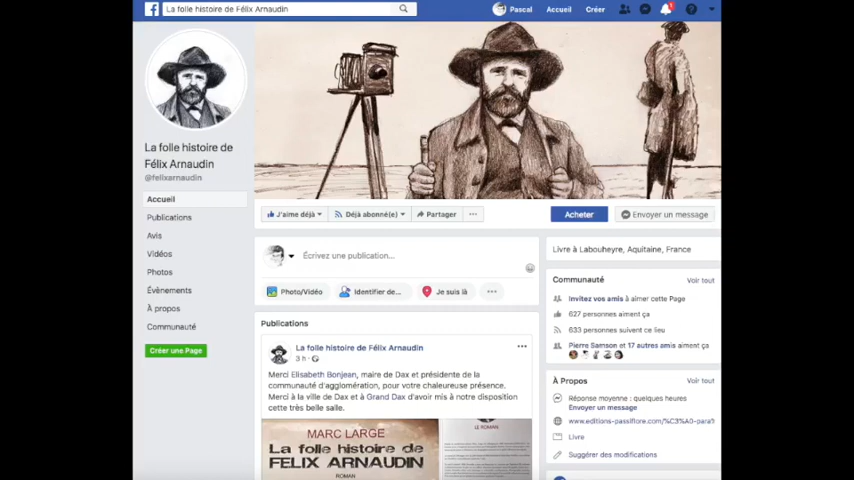 La folle histoire de Félix Arnaudin
Pascal
Accueil
Créer
La folle histoire de
Félix Arnaudin
@felixarnaudin
Accueil
Publications
Avis
Vidéos
Photos
Évènements
À propos
Communauté
Créer une Page
J'aime déjà
Déjà abonné(e)
Partager
Acheter
Envoyer un message
Écrivez une publication...
Photo/Vidéo
Identifier de...
Je suis là
Publications
La folle histoire de Félix Arnaudin
3 h
Merci Elisabeth Bonjean, maire de Dax et présidente de la
communauté d'agglomération, pour votre chaleureuse présence.
Merci à la ville de Dax et à Grand Dax d'avoir mis à notre disposition
cette très belle salle.
MARC LARGE
La folle histoire de
FELIX ARNAUDIN
ROMAN
LE ROMAN
Livre à Labouheyre, Aquitaine, France
Communauté
Voir tout
Invitez vos amis à aimer cette Page
627 personnes aiment ça
633 personnes suivent ce lieu
Pierre Samson et 17 autres amis aiment ça
À Propos
Voir tout
Réponse moyenne : quelques heures
Envoyer un message
www.editions-passiflore.com/%C3%A0-para
Livre
Suggérer des modifications